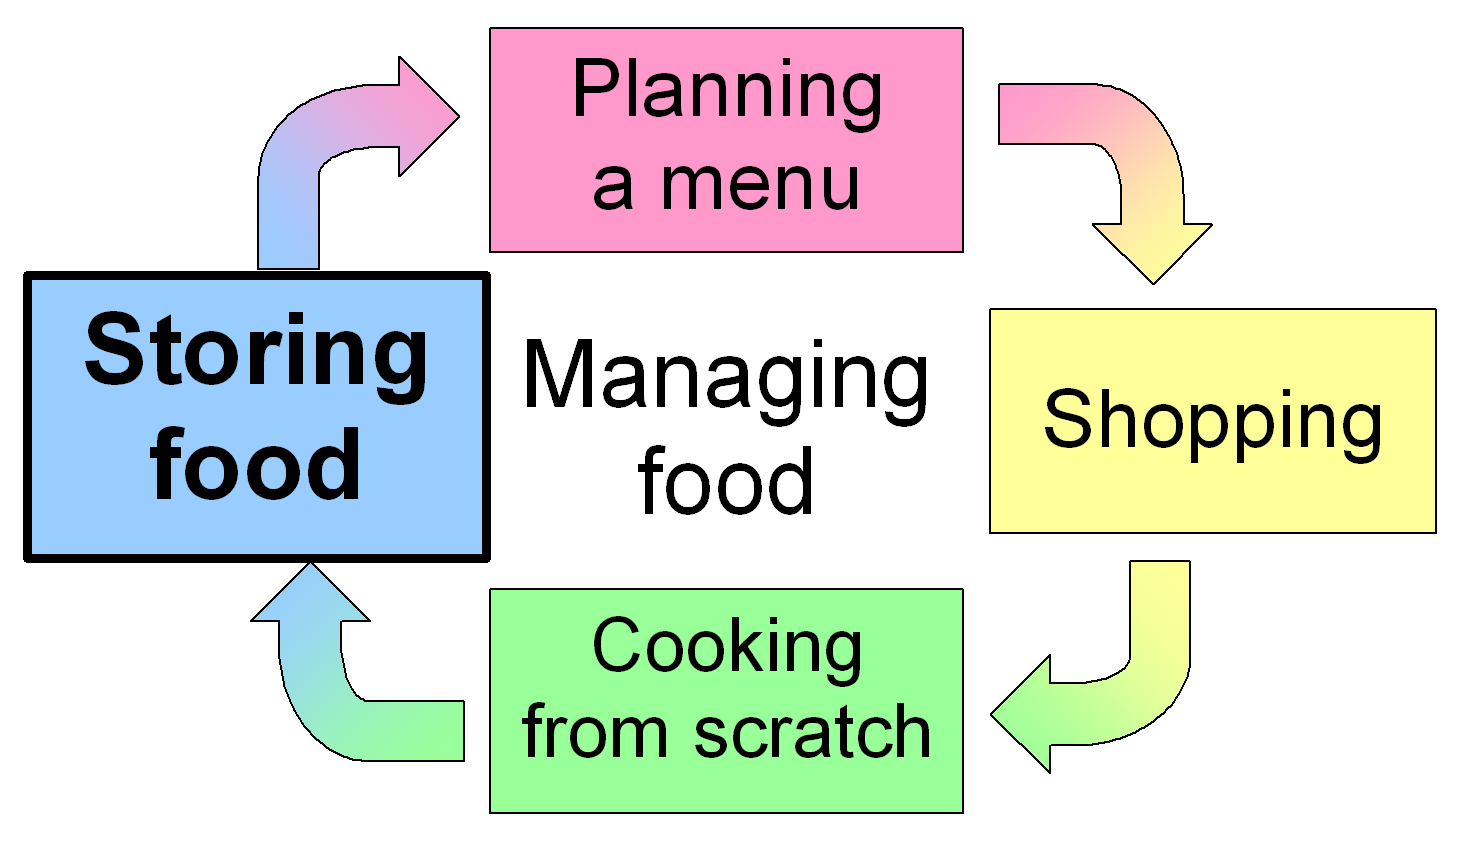 Planning
a menu
Storing
food
Managing
food
Shopping
Cooking
from scratch